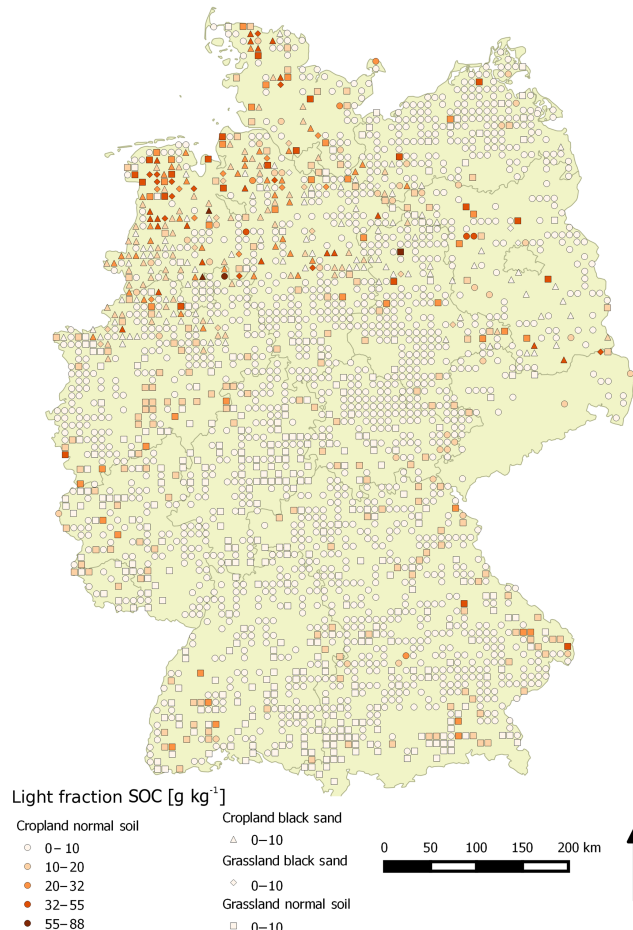 Light fraction SOC [g kg⁻¹]
Cropland normal soil
0–10
10–20
20–32
32–55
55–88
Cropland black sand
0–10
Grassland black sand
0–10
Grassland normal soil
0–10
0 50 100 150 200 km